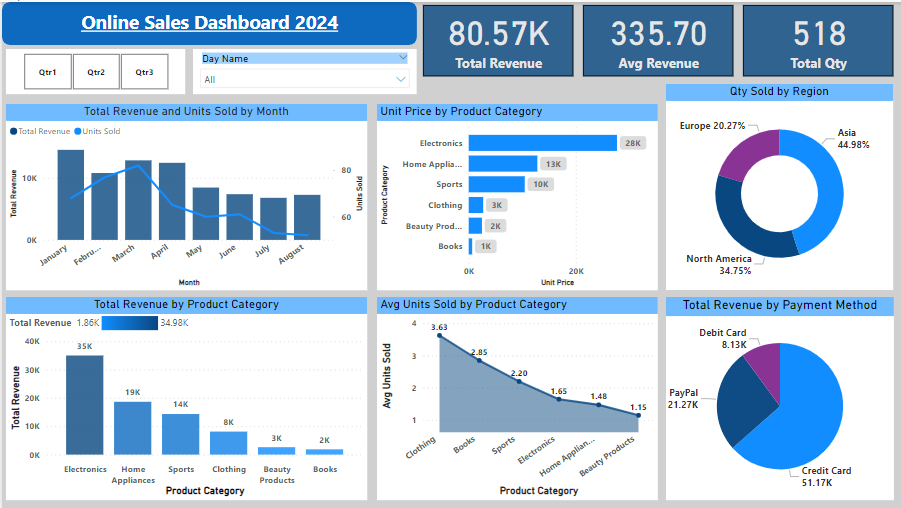 Online Sales Dashboard 2024
80.57K
Total Revenue
335.70
Avg Revenue
518
Total Qty
Qtr1
Qtr2
Qtr3
Day Name
All
Total Revenue and Units Sold by Month
Total Revenue
Units Sold
Total Revenue
10K
0K
80
60
Units Sold
January
Febru...
March
April
May
June
July
August
Month
Unit Price by Product Category
Product Category
Electronics
28K
Home Applia...
13K
Sports
10K
Clothing
3K
Beauty Prod...
2K
Books
1K
0K
20K
Unit Price
Qty Sold by Region
Europe 20.27%
Asia
44.98%
North America
34.75%
Total Revenue by Product Category
Total Revenue 1.86K 34.98K
Total Revenue
40K
30K
20K
10K
0K
35K
19K
14K
8K
3K
2K
Electronics
Home
Appliances
Sports
Clothing
Beauty
Products
Books
Product Category
Avg Units Sold by Product Category
Avg Units Sold
4
3
2
1
3.63
2.85
2.20
1.65
1.48
1.15
Clothing
Books
Sports
Electronics
Home Applian...
Beauty Products
Product Category
Total Revenue by Payment Method
Debit Card
8.13K
PayPal
21.27K
Credit Card
51.17K